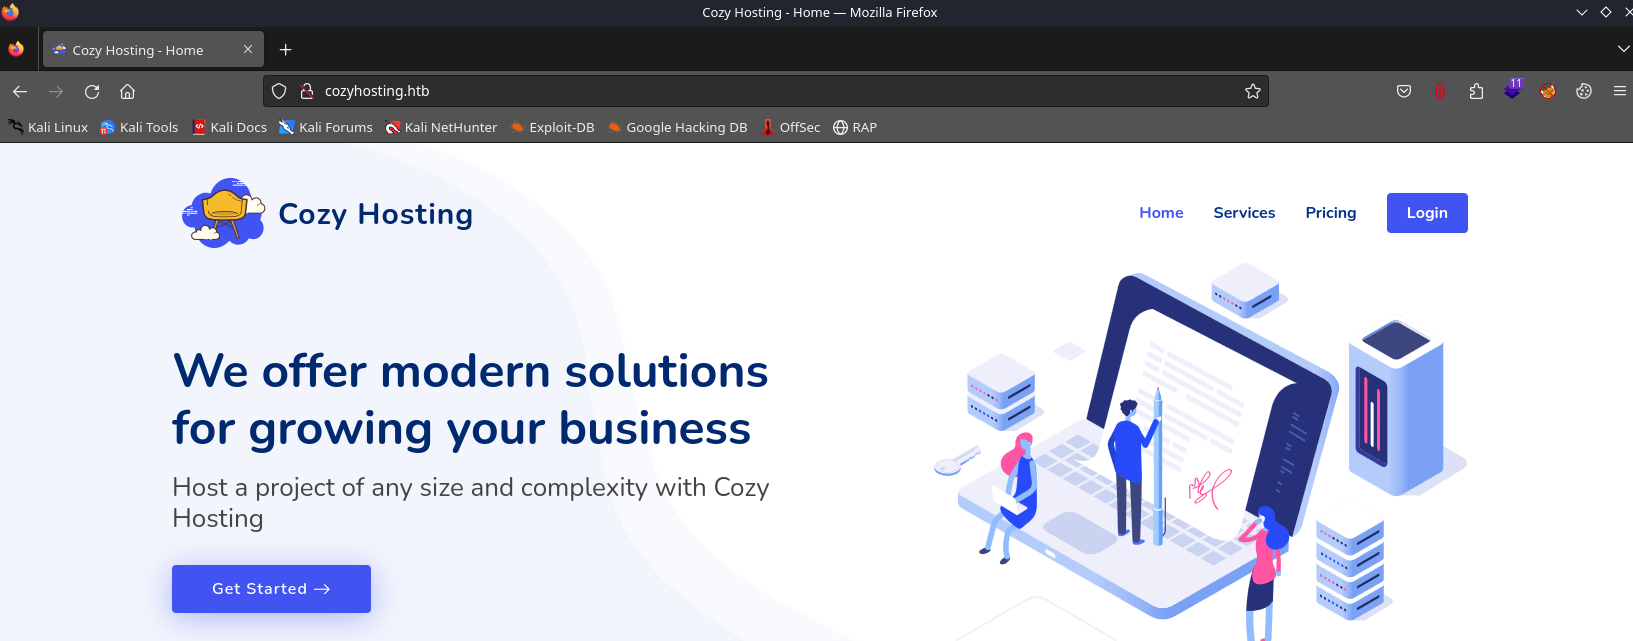 Cozy Hosting - Home — Mozilla Firefox
Cozy Hosting - Home
cozyhosting.htb
11
Kali Linux Kali Tools Kali Docs Kali Forums Kali NetHunter Exploit-DB Google Hacking DB OffSec RAP
Cozy Hosting
Home Services Pricing Login
We offer modern solutions
for growing your business
Host a project of any size and complexity with Cozy
Hosting
Get Started →